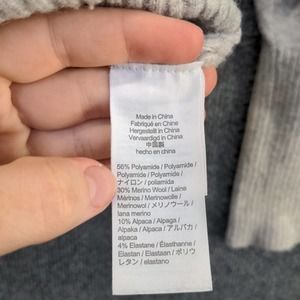 Made in China
Fabriqué en Chine
Hergestellt in China
Vervaardigd in China
中国製
hecho en china
56% Polyamide / Polyamide /
Polyamid / Polyamide /
ナイロン / poliamida
30% Merino Wool / Laine
Mérinos / Merinowolle /
Merinowol / メリノウール /
lana merino
10% Alpaca / Alpaga /
Alpaka / Alpaca / アルパカ /
alpaca
4% Elastane / Élasthanne /
Elastan / Elastaan / ポリウ
レタン / elastano